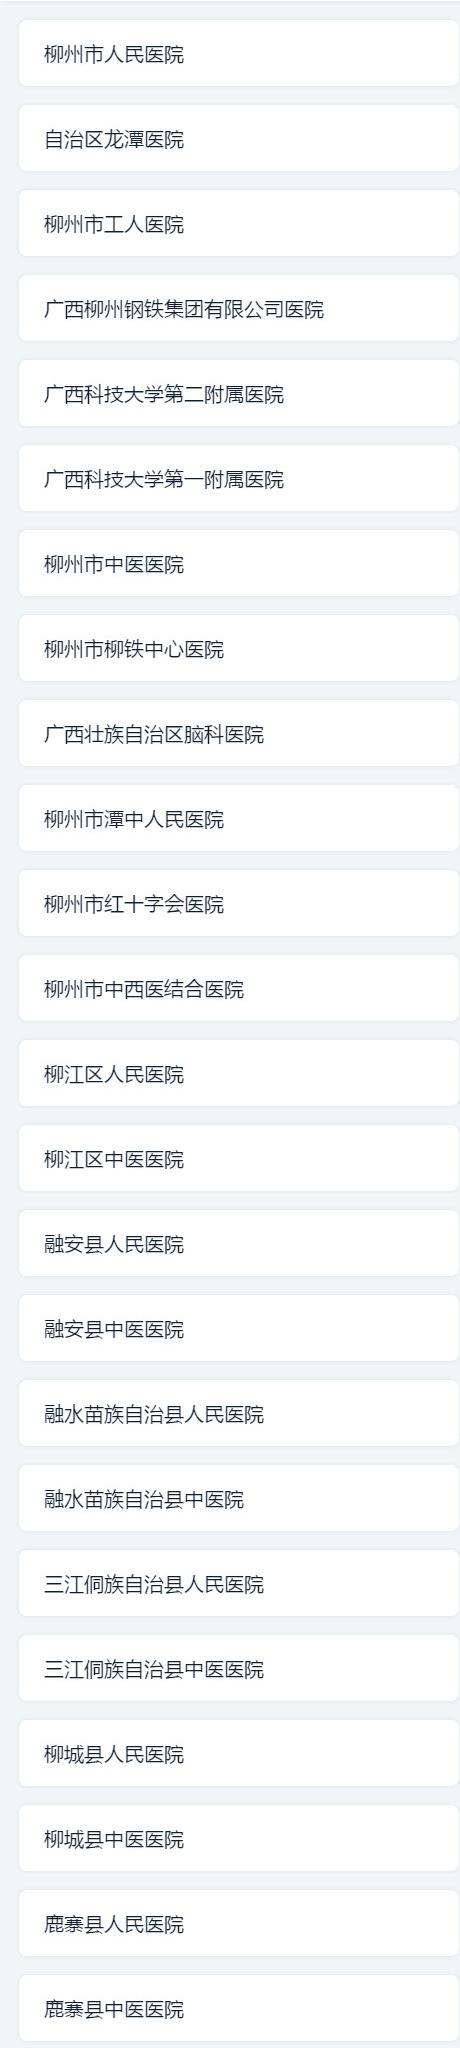 柳州市人民医院
自治区龙潭医院
柳州市工人医院
广西柳州钢铁集团有限公司医院
广西科技大学第二附属医院
广西科技大学第一附属医院
柳州市中医医院
柳州市柳铁中心医院
广西壮族自治区脑科医院
柳州市潭中人民医院
柳州市红十字会医院
柳州市中西医结合医院
柳江区人民医院
柳江区中医医院
融安县人民医院
融安县中医医院
融水苗族自治县人民医院
融水苗族自治县中医院
三江侗族自治县人民医院
三江侗族自治县中医医院
柳城县人民医院
柳城县中医医院
鹿寨县人民医院
鹿寨县中医医院